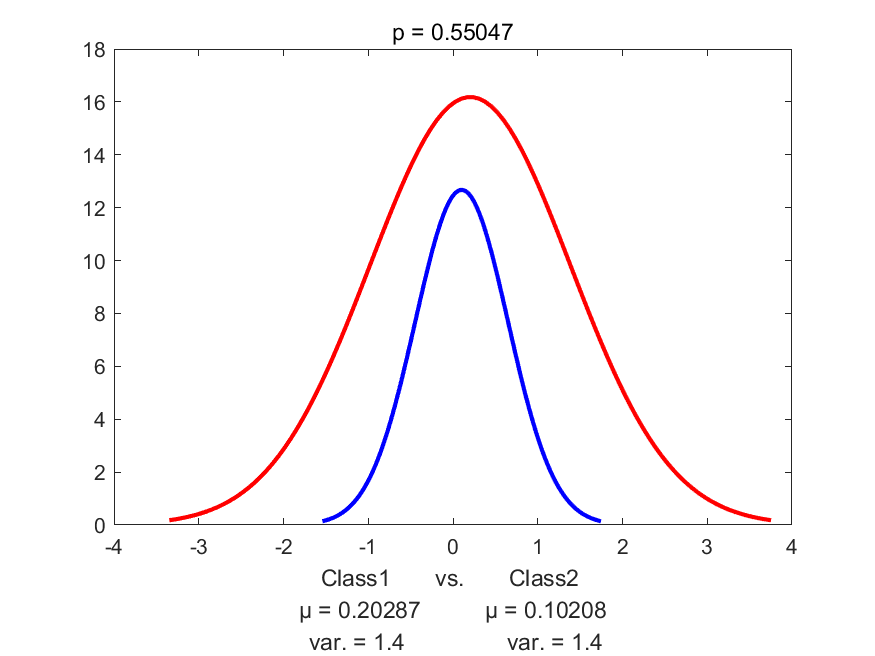 p = 0.55047
18
16
14
12
10
8
6
4
2
0
-4 -3 -2 -1 0 1 2 3 4
Class1 vs. Class2
μ = 0.20287 μ = 0.10208
var. = 1.4 var. = 1.4